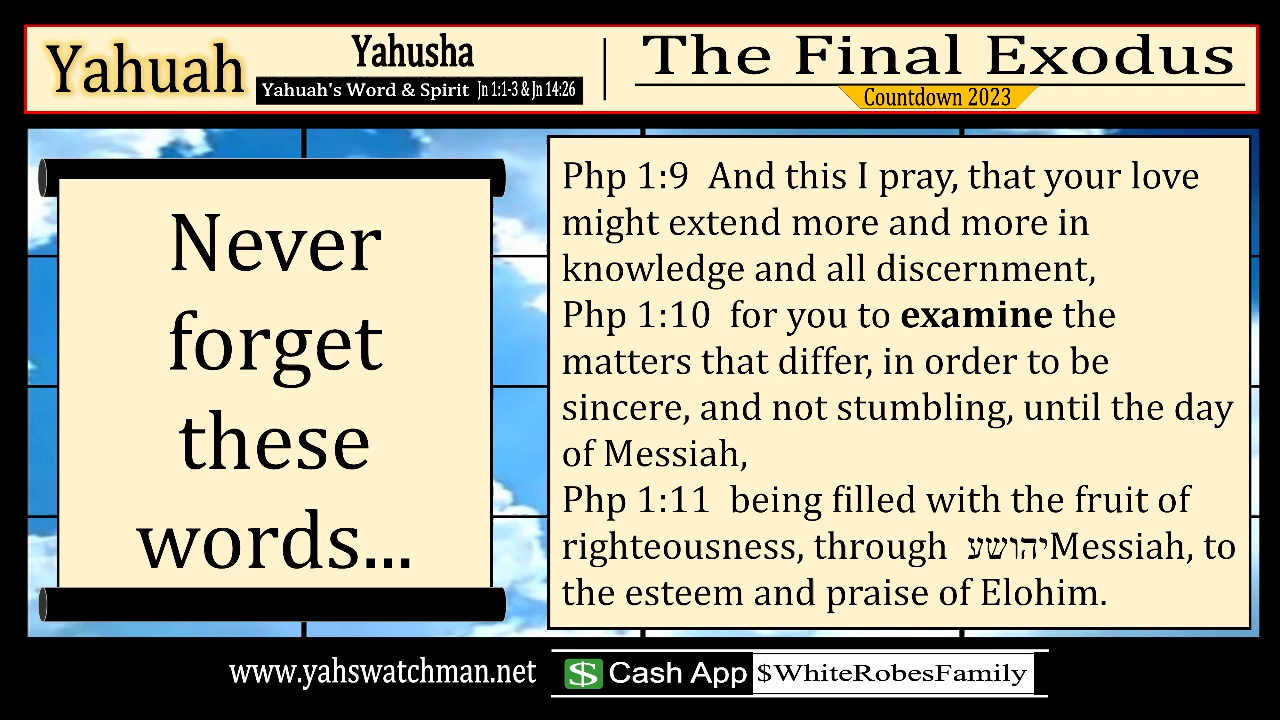 Yahuah
Yahusha
Yahuah's Word & Spirit Jn 1:1-3 & Jn 14:26
The Final Exodus
Countdown 2023
Never
forget
these
words...
Php 1:9 And this I pray, that your love
might extend more and more in
knowledge and all discernment,
Php 1:10 for you to examine the
matters that differ, in order to be
sincere, and not stumbling, until the day
of Messiah,
Php 1:11 being filled with the fruit of
righteousness, through יהושע Messiah, to
the esteem and praise of Elohim.
www.yahswatchman.net
$ Cash App $WhiteRobesFamily